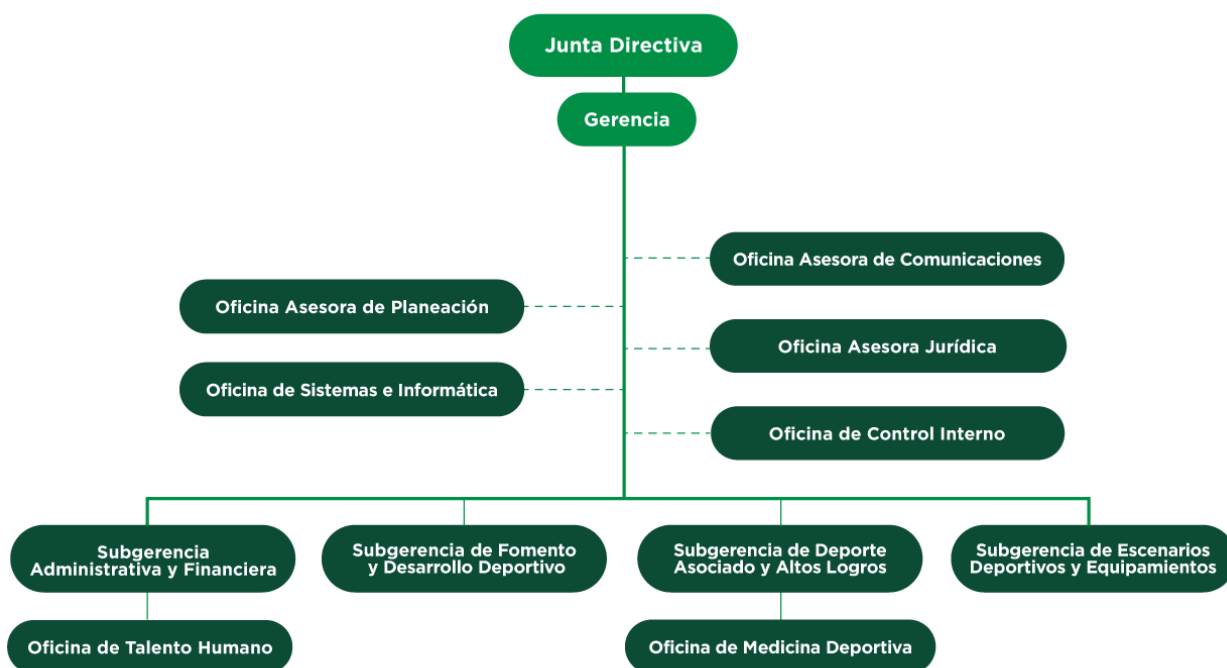 Junta Directiva
Gerencia
Oficina Asesora de Comunicaciones
Oficina Asesora de Planeación
Oficina Asesora Jurídica
Oficina de Sistemas e Informática
Oficina de Control Interno
Subgerencia
Administrativa y Financiera
Subgerencia de Fomento
y Desarrollo Deportivo
Subgerencia de Deporte
Asociado y Altos Logros
Subgerencia de Escenarios
Deportivos y Equipamientos
Oficina de Talento Humano
Oficina de Medicina Deportiva